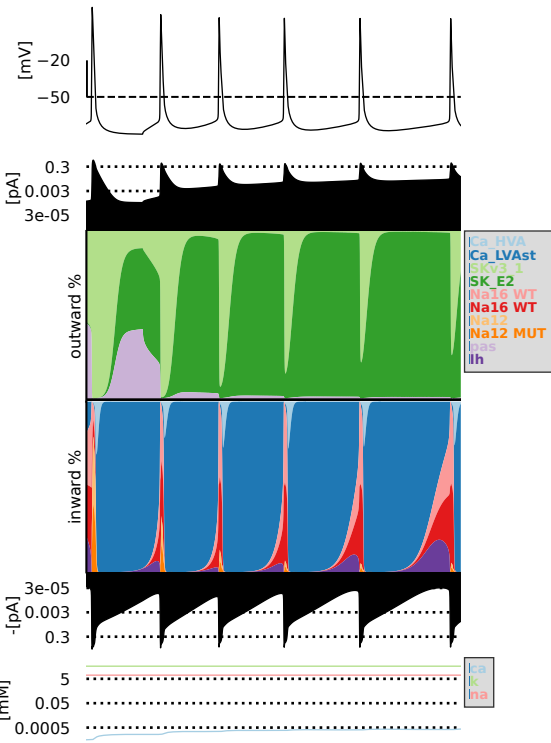 [mV]
−20
−50
[pA]
0.3
0.003
3e-05
outward %
Ca_HVA
Ca_LVAst
SKv3_1
SK_E2
Na16 WT
Na16 WT
Na12
Na12 MUT
pas
Ih
inward %
-[pA]
3e-05
0.003
0.3
[mM]
5
0.05
0.0005
ca
k
na